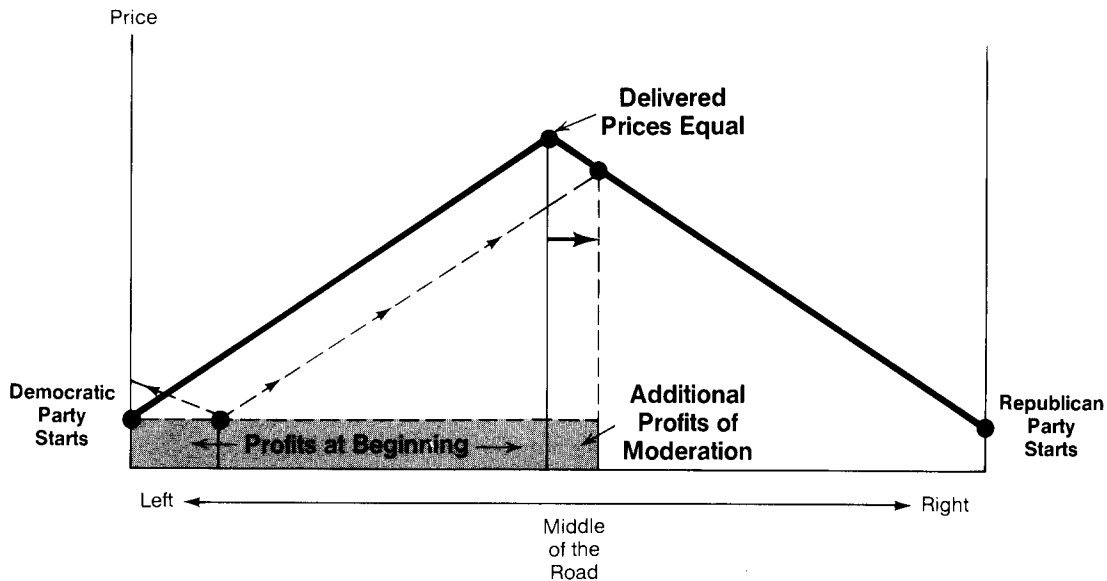 Price
Delivered
Prices Equal
Democratic
Party
Starts
Profits at Beginning
Additional
Profits of
Moderation
Republican
Party
Starts
Left
Right
Middle
of the
Road